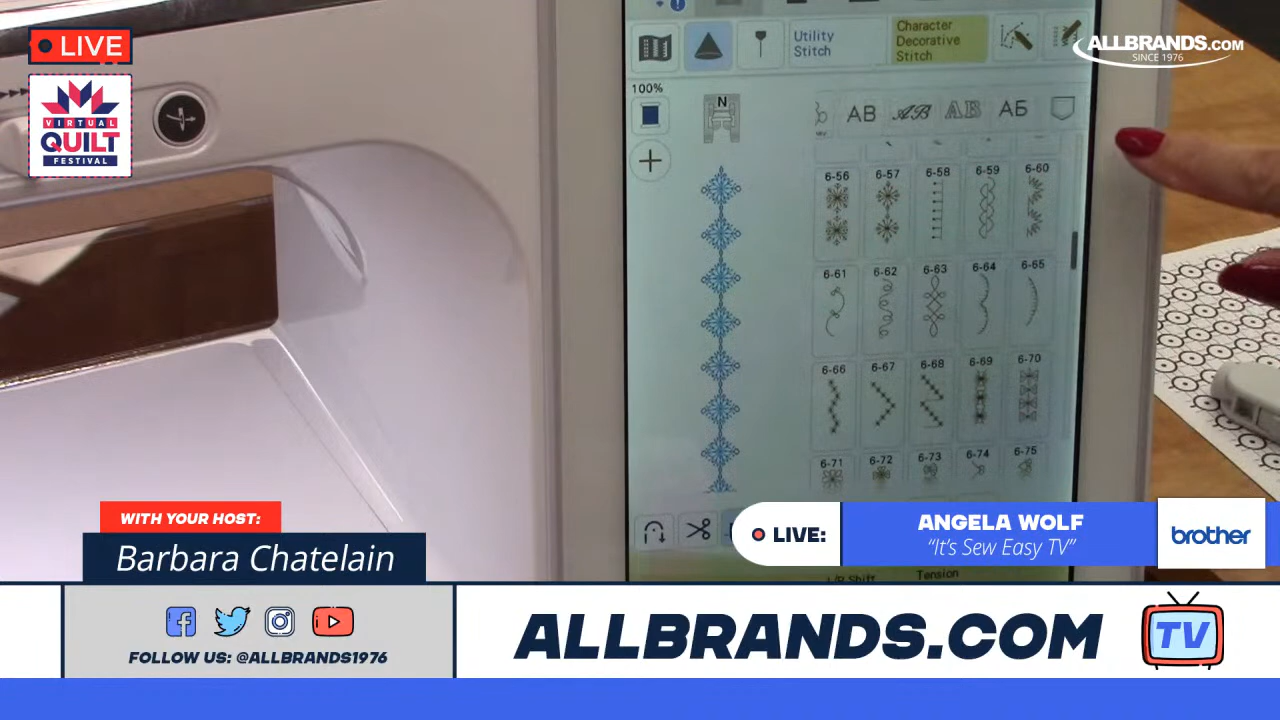 LIVE
VIRTUAL
QUILT
FESTIVAL
Utility
Stitch
Character
Decorative
Stitch
ALLBRANDS.COM
SINCE 1976
100%
N
AB AB AB АБ
6-56 6-57 6-58 6-59 6-60
6-61 6-62 6-63 6-64 6-65
6-66 6-67 6-68 6-69 6-70
6-71 6-72 6-73 6-74 6-75
L/R Shift
Tension
WITH YOUR HOST:
Barbara Chatelain
LIVE:
ANGELA WOLF
“It's Sew Easy TV”
brother
FOLLOW US: @ALLBRANDS1976
ALLBRANDS.COM
TV